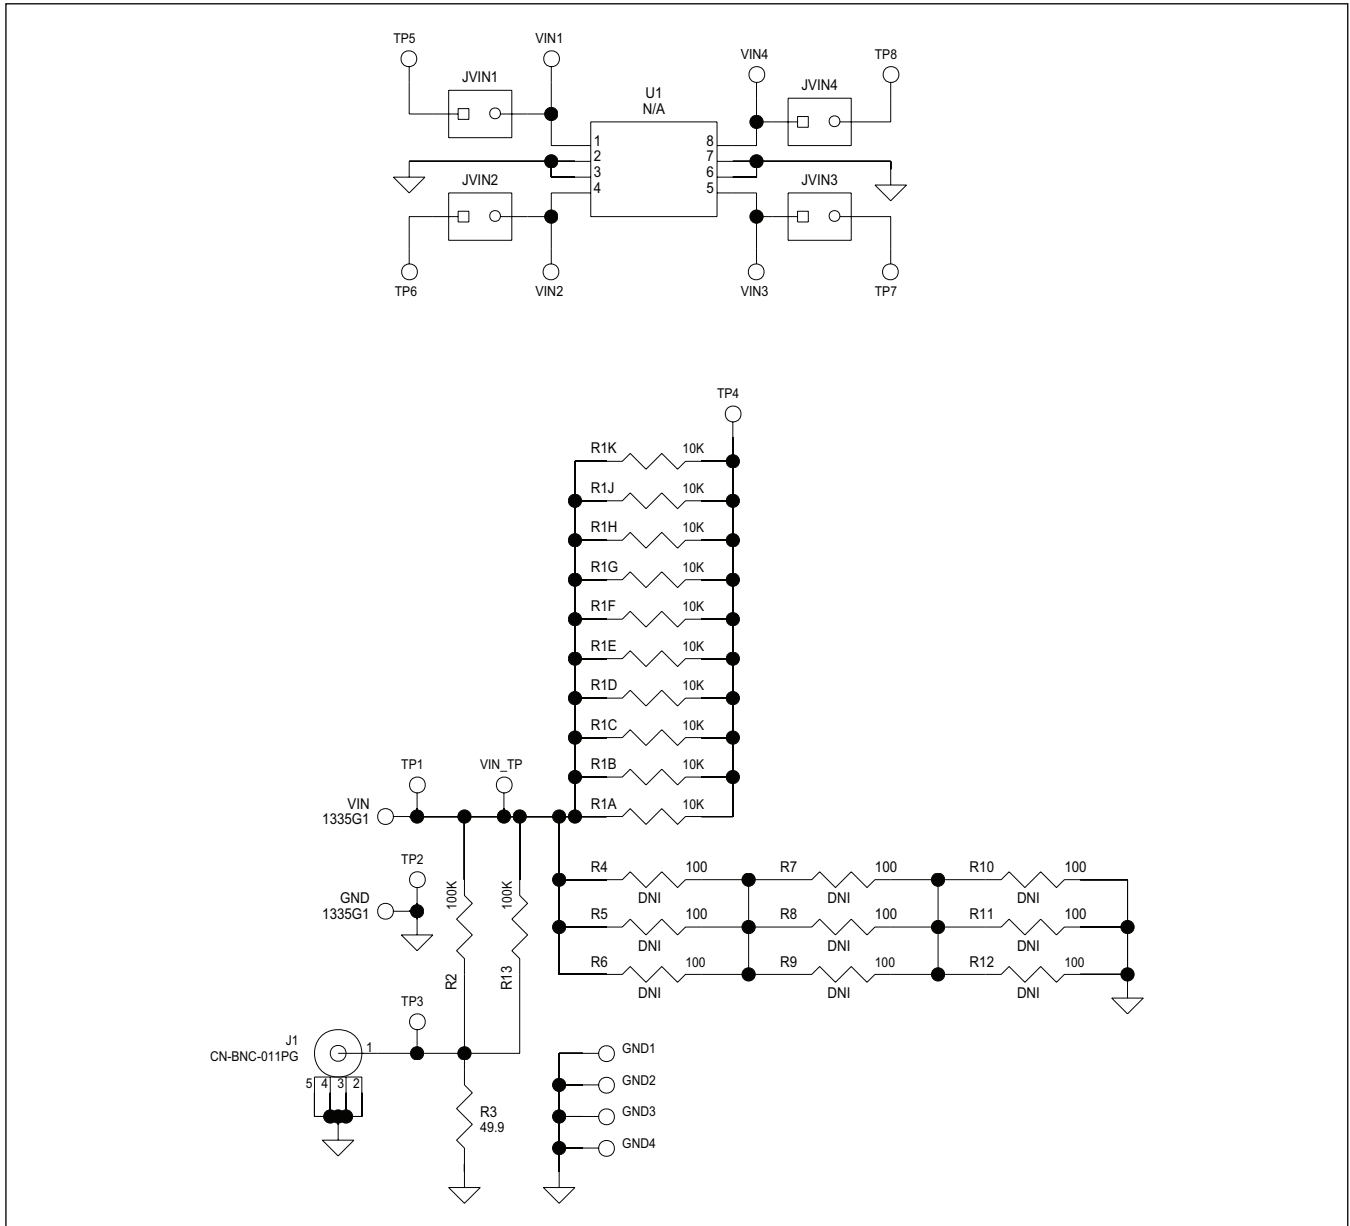 TP5 VIN1 VIN4 TP8
JVIN1 JVIN4
U1
N/A
1 8
2 7
3 6
4 5
JVIN2 JVIN3
TP6 VIN2 VIN3 TP7
TP4
R1K 10K
R1J 10K
R1H 10K
R1G 10K
R1F 10K
R1E 10K
R1D 10K
R1C 10K
R1B 10K
R1A 10K
TP1 VIN_TP
VIN
1335G1
TP2
GND
1335G1
100K 100K
R2 R13
R4 100 R7 100 R10 100
DNI DNI DNI
R5 100 R8 100 R11 100
DNI DNI DNI
R6 100 R9 100 R12 100
DNI DNI DNI
TP3
J1
CN-BNC-011PG
1
5 4 3 2
R3
49.9
GND1
GND2
GND3
GND4